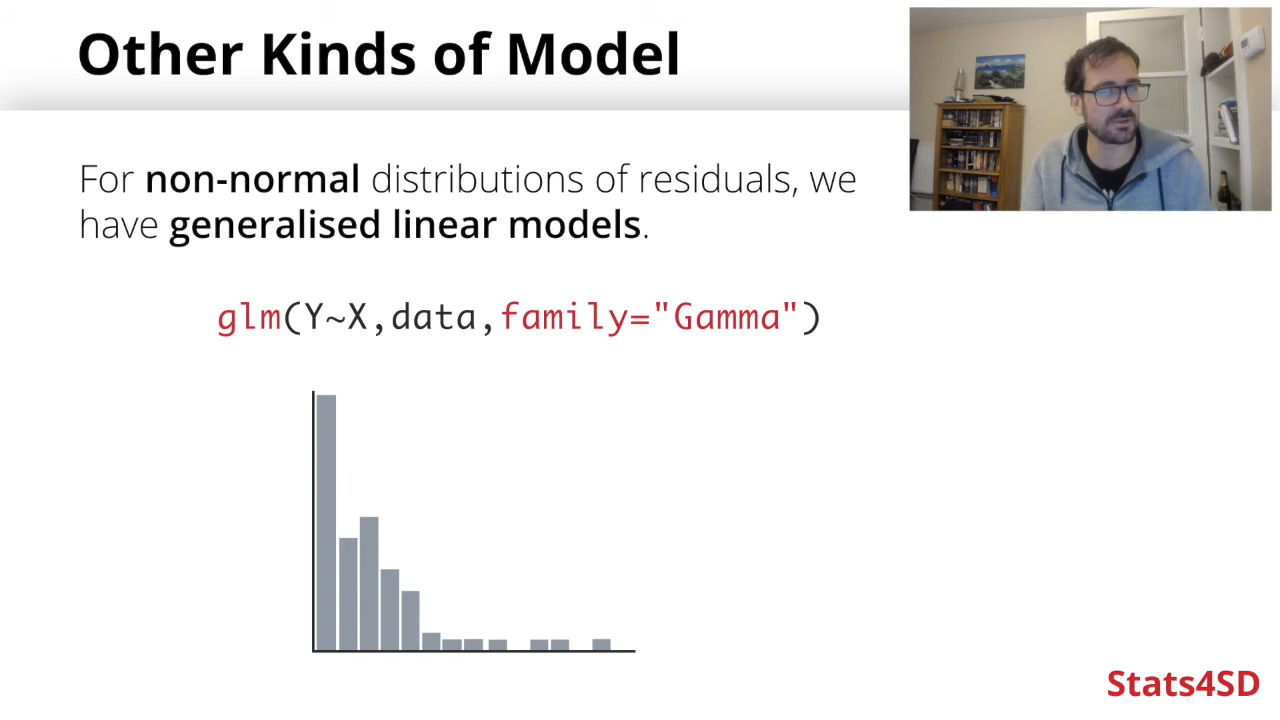 Other Kinds of Model
For non-normal distributions of residuals, we
have generalised linear models.
glm(Y~X,data,family="Gamma")
Stats4SD